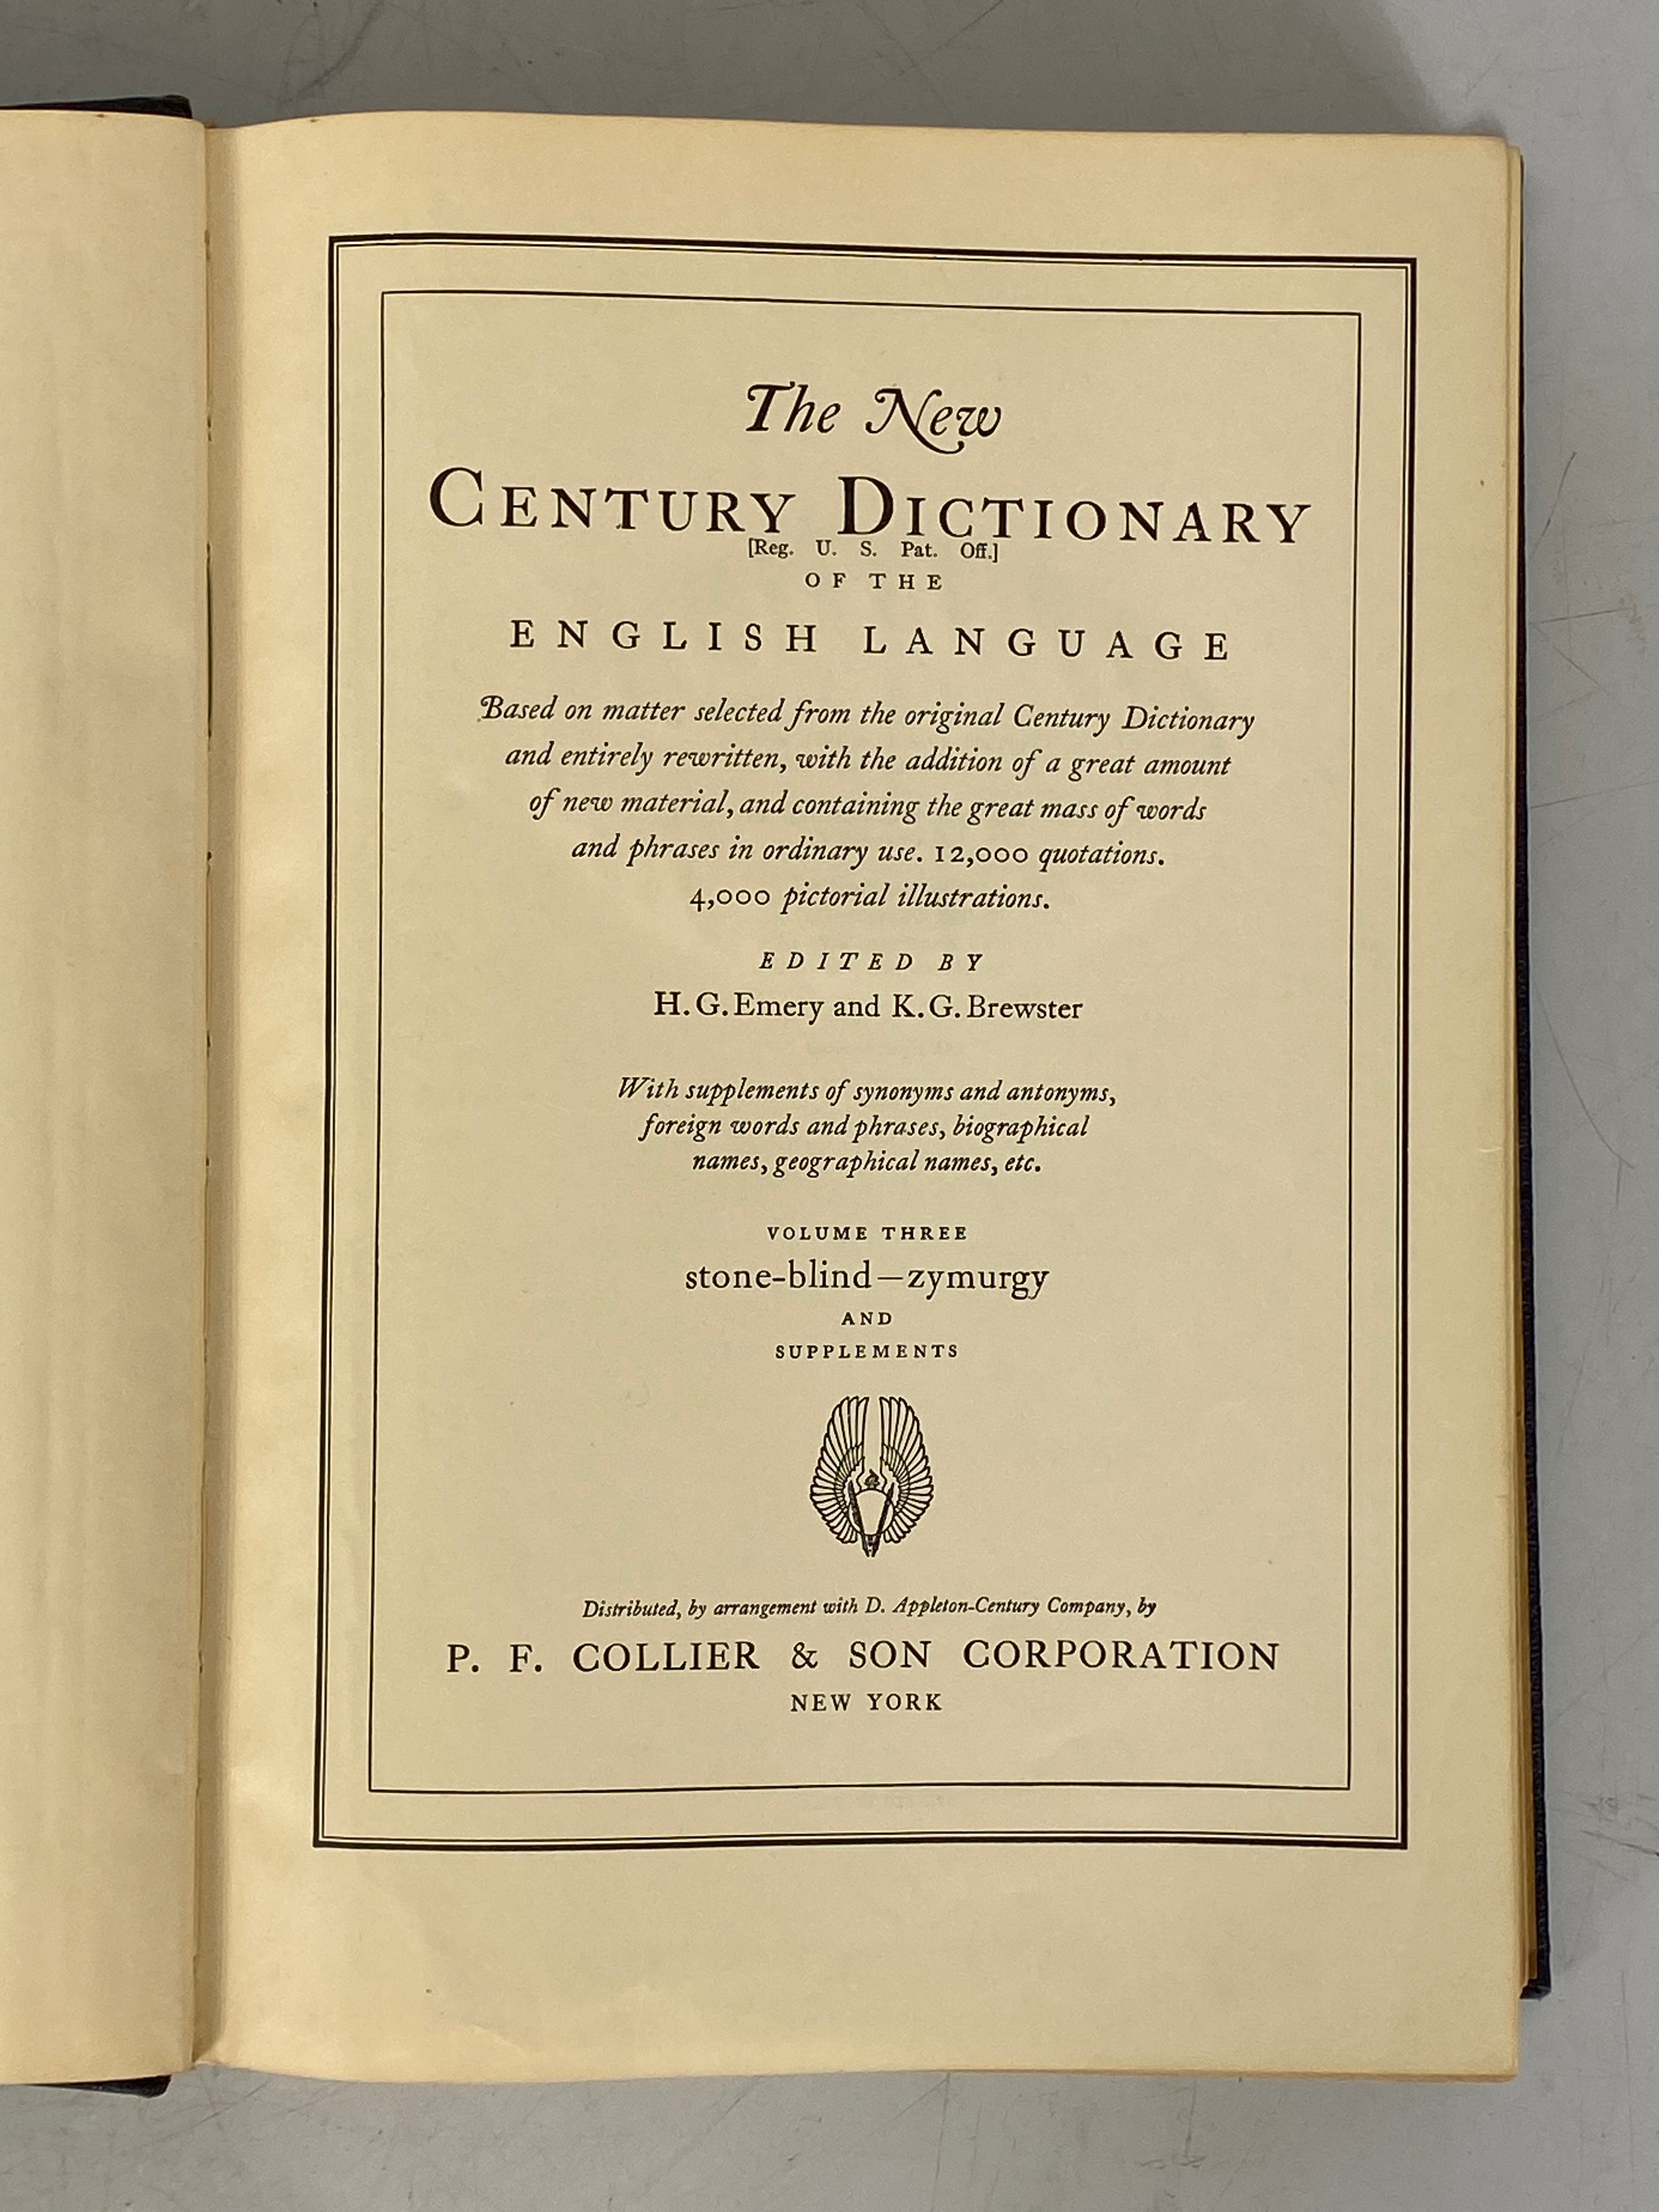 The New
CENTURY DICTIONARY
[Reg. U. S. Pat. Off.]
OF THE
ENGLISH LANGUAGE
Based on matter selected from the original Century Dictionary
and entirely rewritten, with the addition of a great amount
of new material, and containing the great mass of words
and phrases in ordinary use. 12,000 quotations.
4,000 pictorial illustrations.
EDITED BY
H. G. Emery and K. G. Brewster
With supplements of synonyms and antonyms,
foreign words and phrases, biographical
names, geographical names, etc.
VOLUME THREE
stone-blind—zymurgy
AND
SUPPLEMENTS
Distributed, by arrangement with D. Appleton-Century Company, by
P. F. COLLIER & SON CORPORATION
NEW YORK